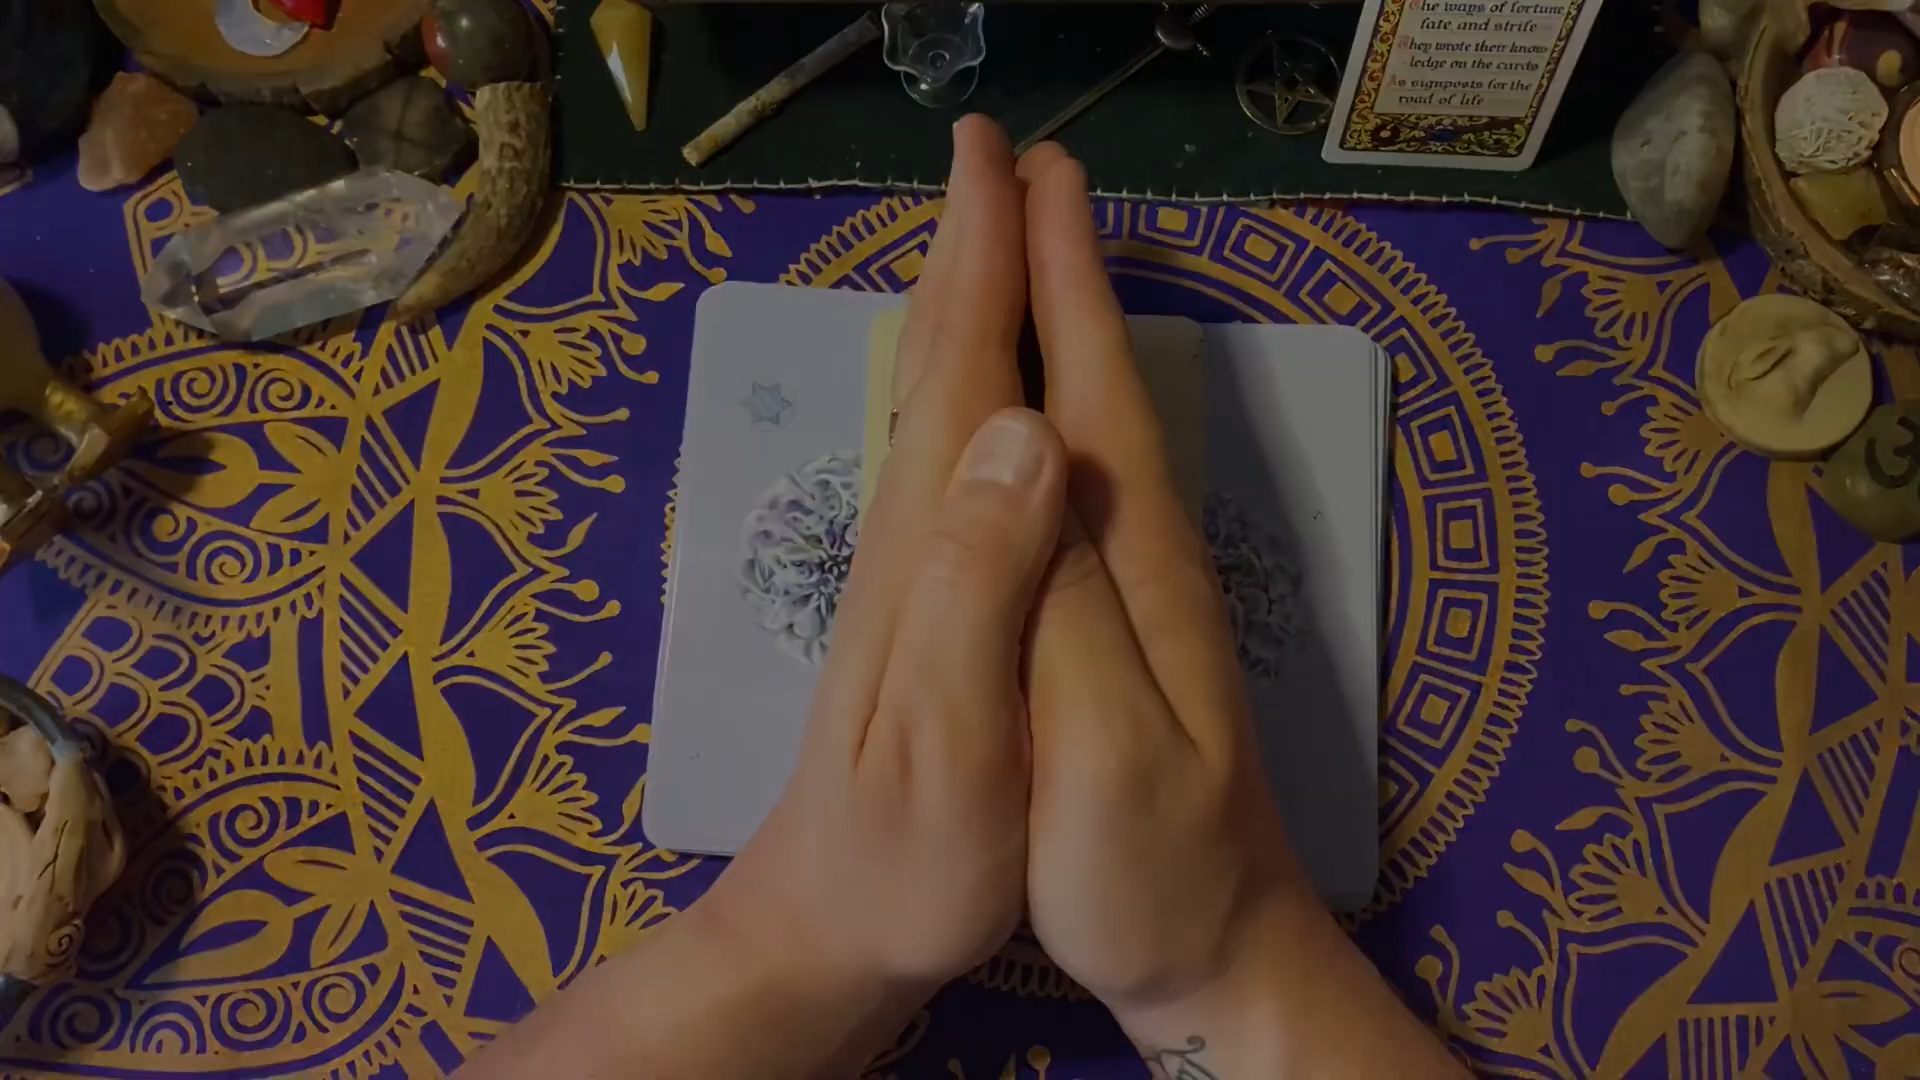 The ways of fortune
fate, and strife
They wrote their know
-ledge on the cards
As signposts for the
road of life